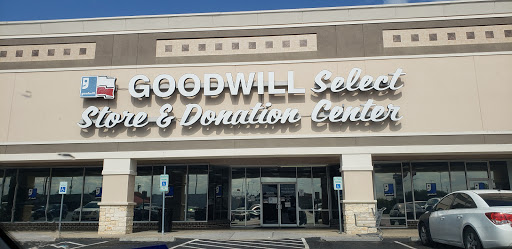 GOODWILL Select
Store & Donation Center